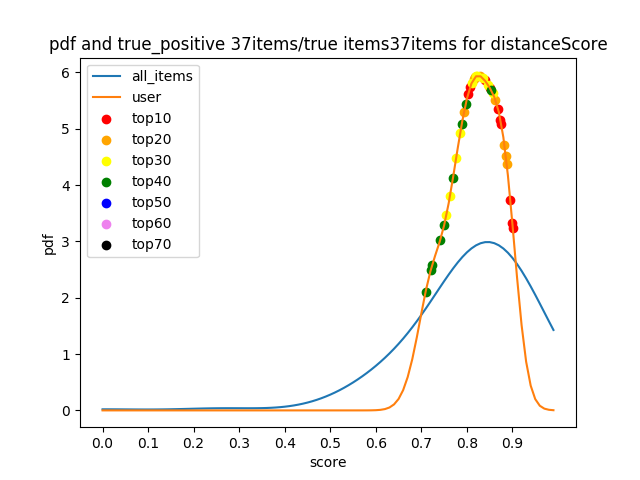 pdf and true_positive 37items/true items37items for distanceScore
all_items
user
top10
top20
top30
top40
top50
top60
top70
pdf
6
5
4
3
2
1
0
0.0 0.1 0.2 0.3 0.4 0.5 0.6 0.7 0.8 0.9
score